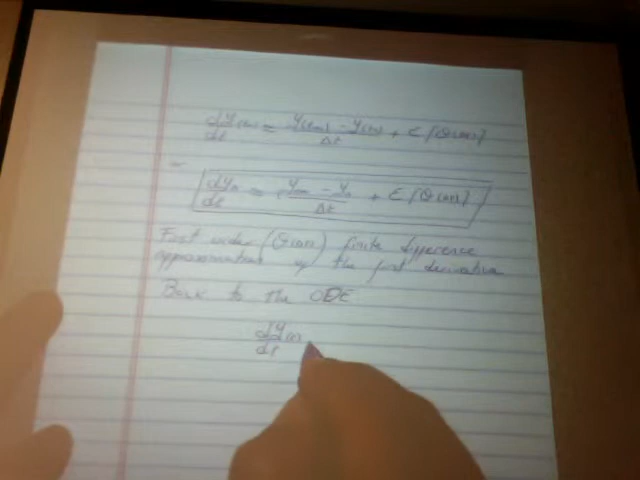 dy(tn)/dt ≈ y(tn+1) - y(tn)/Δt + E[O(Δt)]
dyn/dt ≈ yn+1 - yn/Δt + E[O(Δt)]
First order (O(Δt)) finite difference
approximation of the first derivative
Back to the ODE
dy(t)/dt